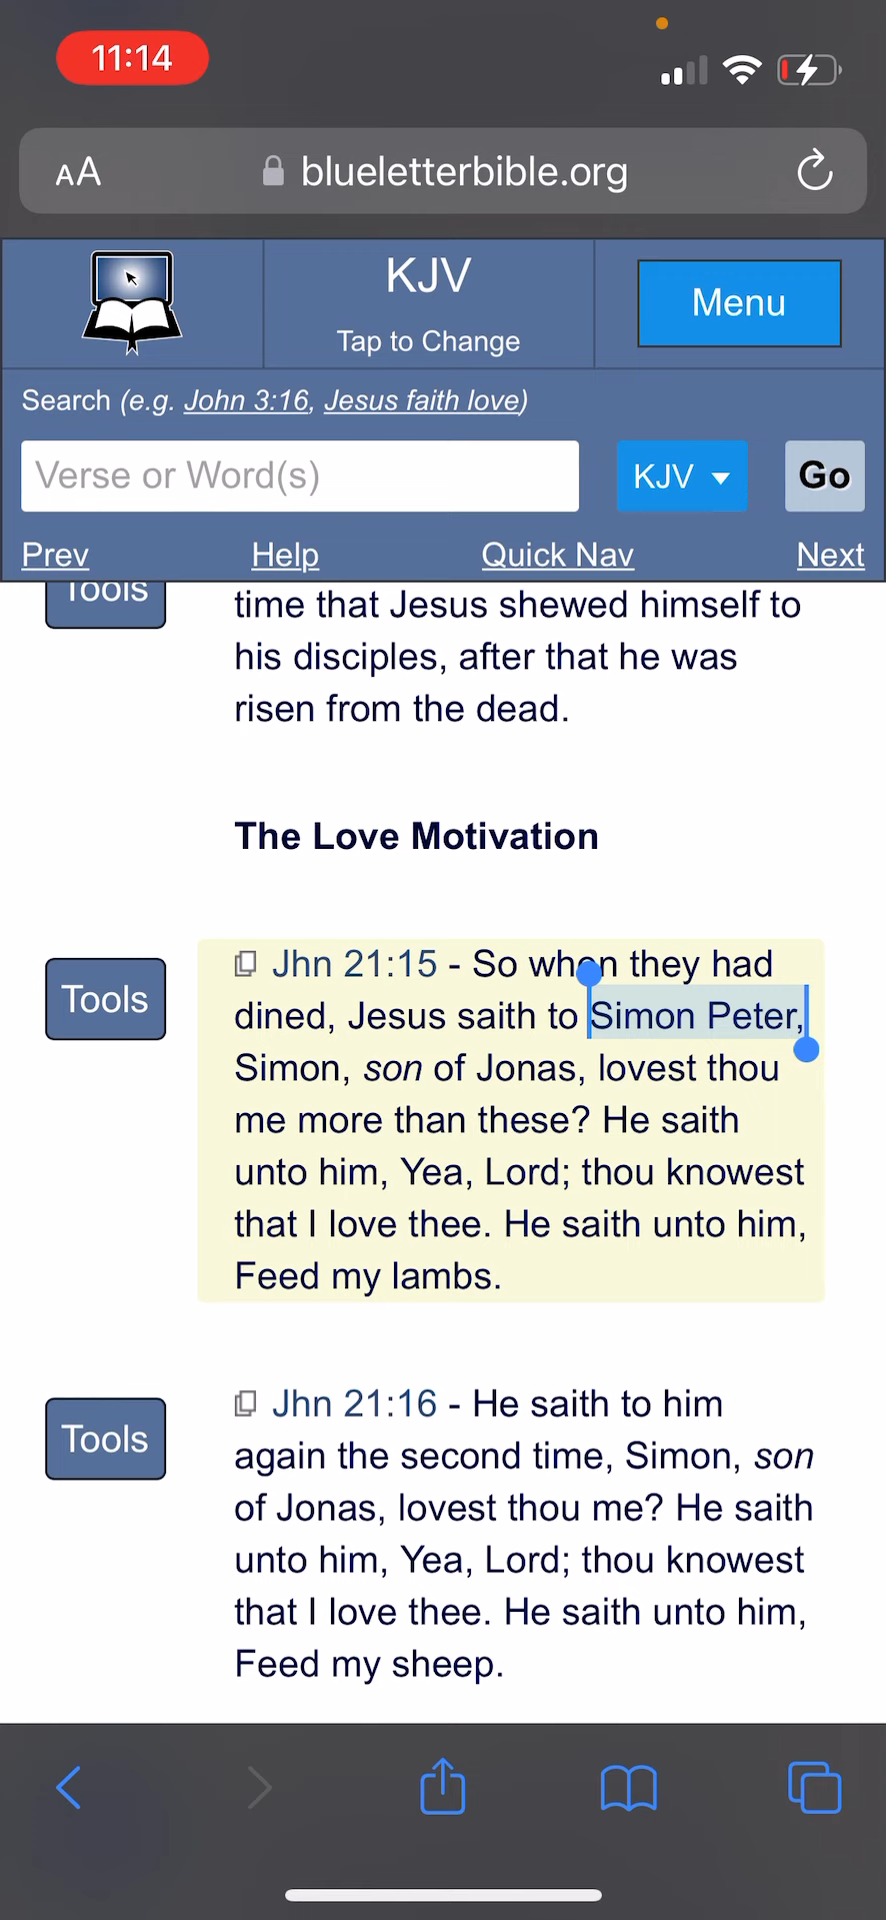 11:14
AA blueletterbible.org
KJV
Tap to Change
Menu
Search (e.g. John 3:16, Jesus faith love)
Verse or Word(s)
KJV
Go
Prev Help Quick Nav Next
Tools
time that Jesus shewed himself to
his disciples, after that he was
risen from the dead.
The Love Motivation
Tools
Jhn 21:15 - So when they had
dined, Jesus saith to Simon Peter,
Simon, son of Jonas, lovest thou
me more than these? He saith
unto him, Yea, Lord; thou knowest
that I love thee. He saith unto him,
Feed my lambs.
Tools
Jhn 21:16 - He saith to him
again the second time, Simon, son
of Jonas, lovest thou me? He saith
unto him, Yea, Lord; thou knowest
that I love thee. He saith unto him,
Feed my sheep.